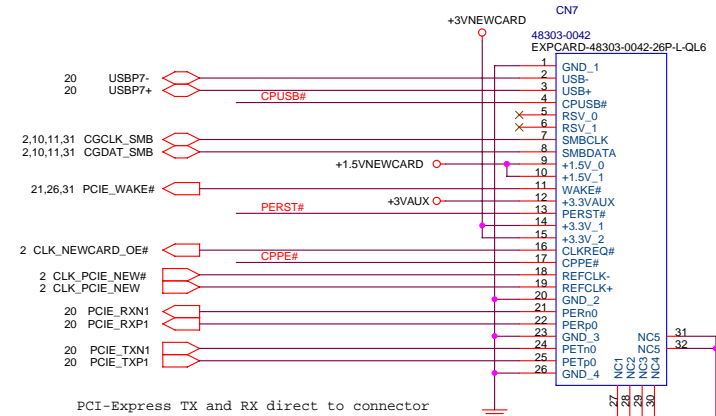 CN7
+3VNEWCARD
48303-0042
EXPCARD-48303-0042-26P-L-QL6
1 GND_1
20 USBP7- 2 USB-
20 USBP7+ 3 USB+
CPUSB# 4 CPUSB#
5 RSV_0
6 RSV_1
2,10,11,31 CGCLK_SMB 7 SMBCLK
2,10,11,31 CGDAT_SMB 8 SMBDATA
+1.5VNEWCARD 9 +1.5V_0
10 +1.5V_1
21,26,31 PCIE_WAKE# 11 WAKE#
+3VAUX 12 +3.3VAUX
PERST# 13 PERST#
14 +3.3V_1
15 +3.3V_2
2 CLK_NEWCARD_OE# 16 CLKREQ#
CPPE# 17 CPPE#
2 CLK_PCIE_NEW# 18 REFCLK-
2 CLK_PCIE_NEW 19 REFCLK+
20 GND_2
20 PCIE_RXN1 21 PERn0
20 PCIE_RXP1 22 PERp0
23 GND_3 NC5 31
20 PCIE_TXN1 24 PETn0 NC5 32
20 PCIE_TXP1 25 PETp0
26 GND_4
NC1 NC2 NC3 NC4
27 28 29 30
PCI-Express TX and RX direct to connector